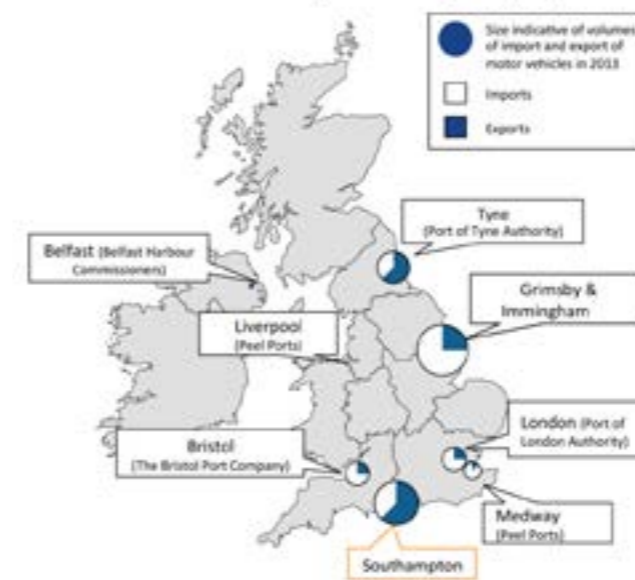 Size indicative of volumes
of import and export of
motor vehicles in 2013
Imports
Exports
Tyne
(Port of Tyne Authority)
Belfast (Belfast Harbour
Commissioners)
Grimsby &
Immingham
Liverpool
(Peel Ports)
London (Port of
London Authority)
Bristol
(The Bristol Port Company)
Medway
(Peel Ports)
Southampton